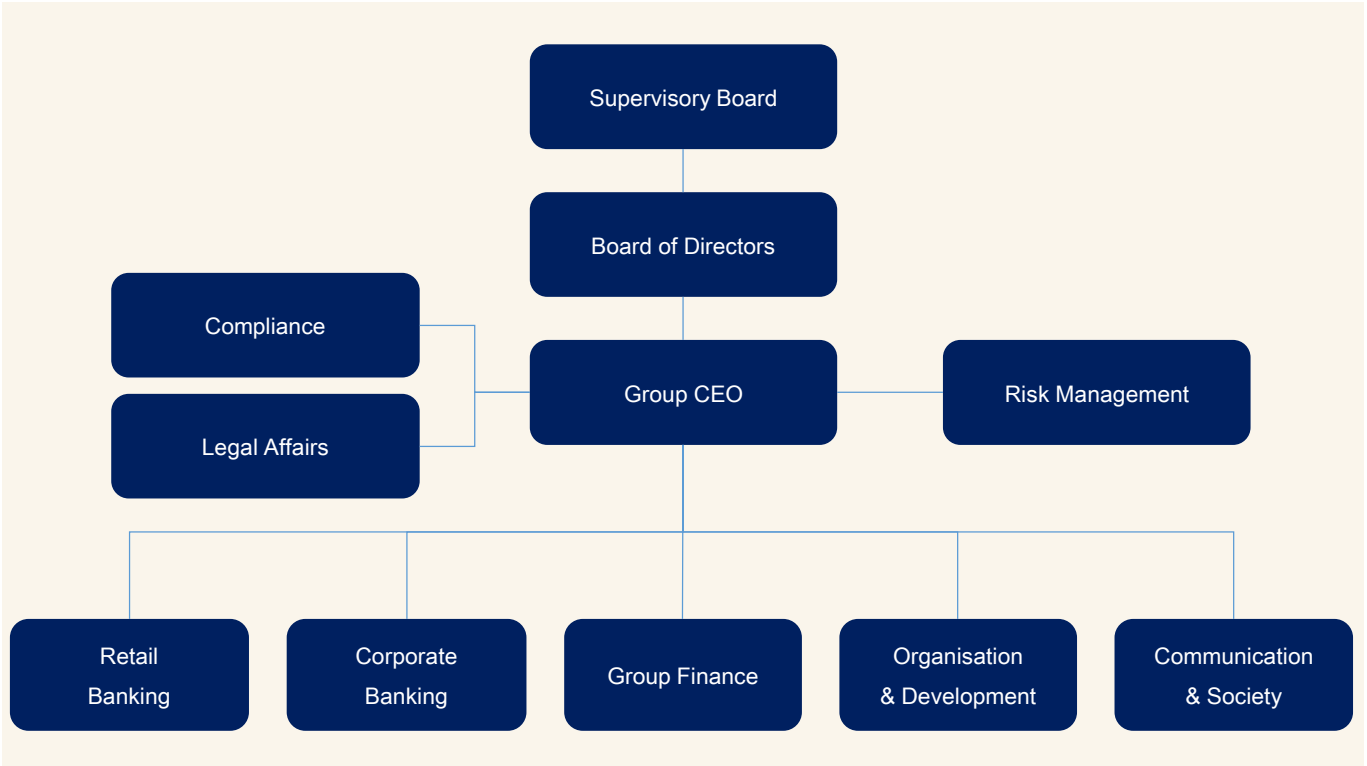 Supervisory Board
Board of Directors
Compliance
Group CEO
Risk Management
Legal Affairs
Retail
Banking
Corporate
Banking
Group Finance
Organisation
& Development
Communication
& Society